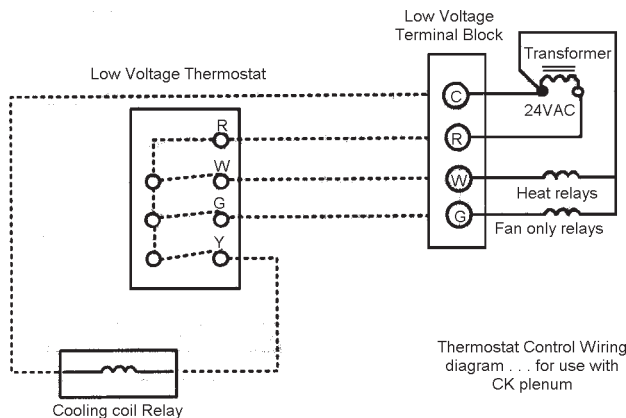 Low Voltage
Terminal Block
Transformer
Low Voltage Thermostat
C
24VAC
R
R
W
W
Heat relays
G
G
Fan only relays
Y
Thermostat Control Wiring
diagram . . . for use with
CK plenum
Cooling coil Relay